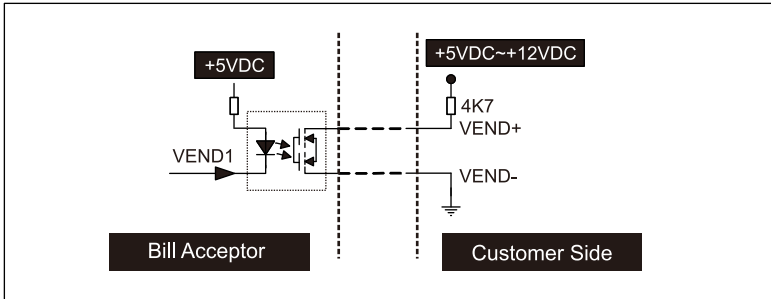 +5VDC
+5VDC~+12VDC
4K7
VEND+
VEND1
VEND-
Bill Acceptor
Customer Side